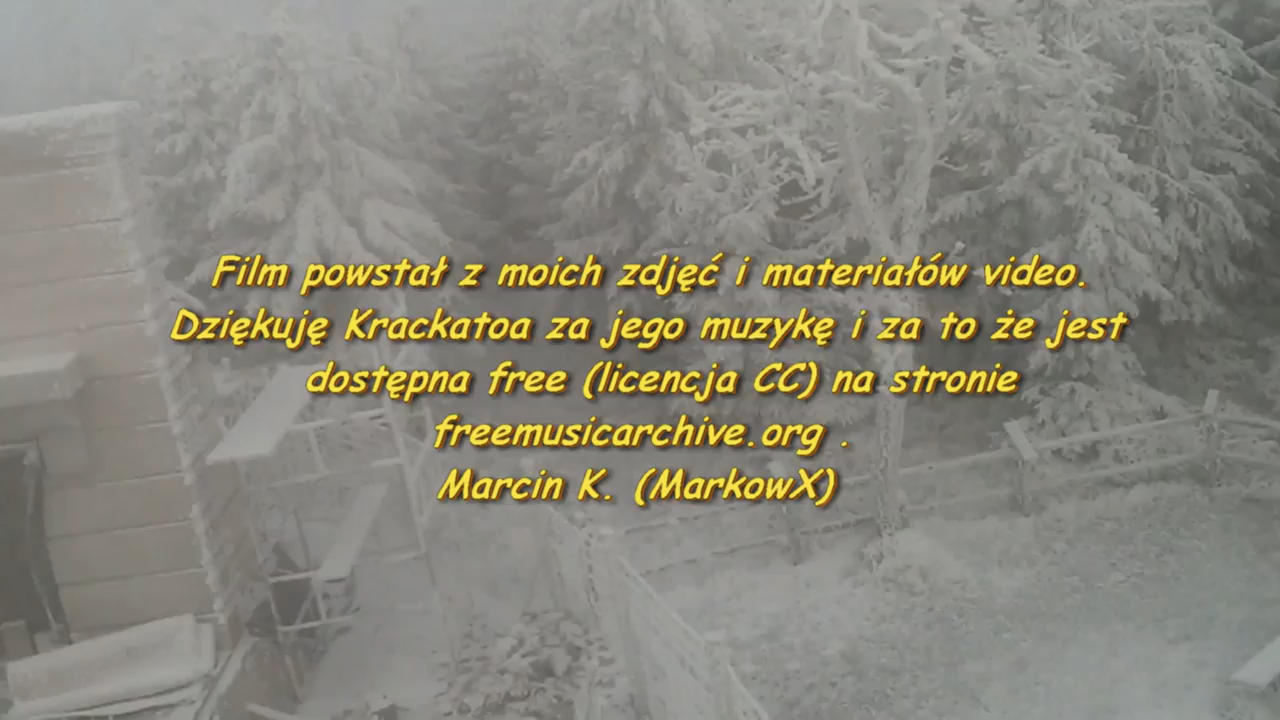 Film powstał z moich zdjęć i materiałów video.
Dziękuję Krackatoa za jego muzykę i za to że jest
dostępna free (licencja CC) na stronie
freemusicarchive.org .
Marcin K. (MarkowX)